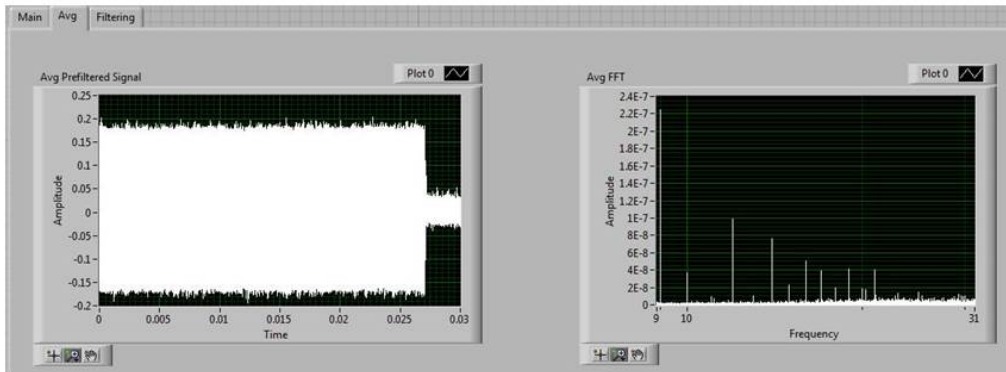 Main Avg Filtering
Avg Prefiltered Signal
Plot 0
0.25
0.2
0.15
0.1
0.05
0
-0.05
-0.1
-0.15
-0.2
Amplitude
0 0.005 0.01 0.015 0.02 0.025 0.03
Time
Avg FFT
Plot 0
2.4E-7
2.2E-7
2E-7
1.8E-7
1.6E-7
1.4E-7
1.2E-7
1E-7
8E-8
6E-8
4E-8
2E-8
0
Amplitude
9 10 31
Frequency